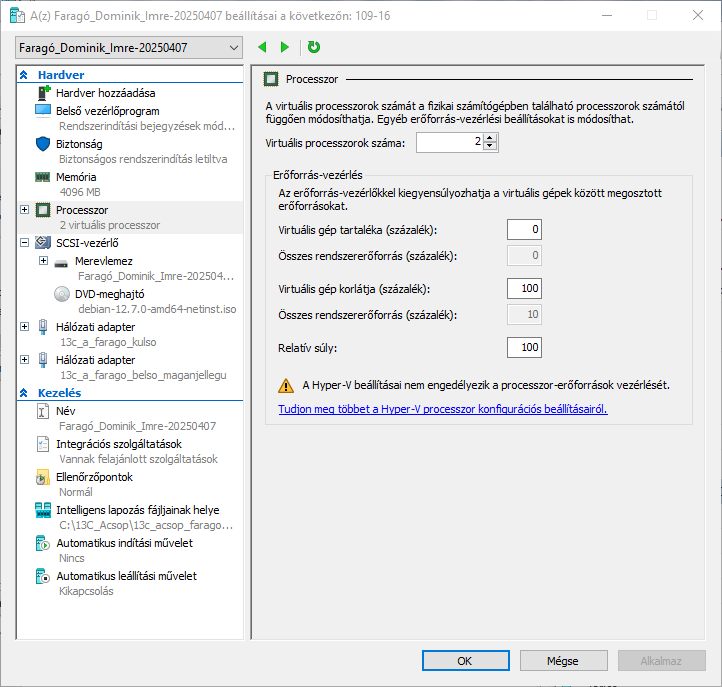 A(z) Faragó_Dominik_Imre-20250407 beállításai a következőn: 109-16
Faragó_Dominik_Imre-20250407
Hardver
Hardver hozzáadása
Belső vezérlőprogram
Rendszerindítási bejegyzések mód...
Biztonság
Biztonságos rendszerindítás letiltva
Memória
4096 MB
Processzor
2 virtuális processzor
SCSI-vezérlő
Merevlemez
Faragó_Dominik_Imre-202504...
DVD-meghajtó
debian-12.7.0-amd64-netinst.iso
Hálózati adapter
13c_a_farago_kulso
Hálózati adapter
13c_a_farago_belso_maganjellegu
Kezelés
Név
Faragó_Dominik_Imre-20250407
Integrációs szolgáltatások
Vannak felajánlott szolgáltatások
Ellenőrzőpontok
Normál
Intelligens lapozás fájljainak helye
C:\13C_Acsop\13c_acsop_farago...
Automatikus indítási művelet
Nincs
Automatikus leállítási művelet
Kikapcsolás
Processzor
A virtuális processzorok számát a fizikai számítógépben található processzorok számától
függően módosíthatja. Egyéb erőforrás-vezérlési beállításokat is módosíthat.
Virtuális processzorok száma: 2
Erőforrás-vezérlés
Az erőforrás-vezérlőkkel kiegyensúlyozhatja a virtuális gépek között megosztott
erőforrásokat.
Virtuális gép tartaléka (százalék): 0
Összes rendszererőforrás (százalék): 0
Virtuális gép korlátja (százalék): 100
Összes rendszererőforrás (százalék): 10
Relatív súly: 100
A Hyper-V beállításai nem engedélyezik a processzor-erőforrások vezérlését.
Tudjon meg többet a Hyper-V processzor konfigurációs beállításairól.
OK Mégse Alkalmaz